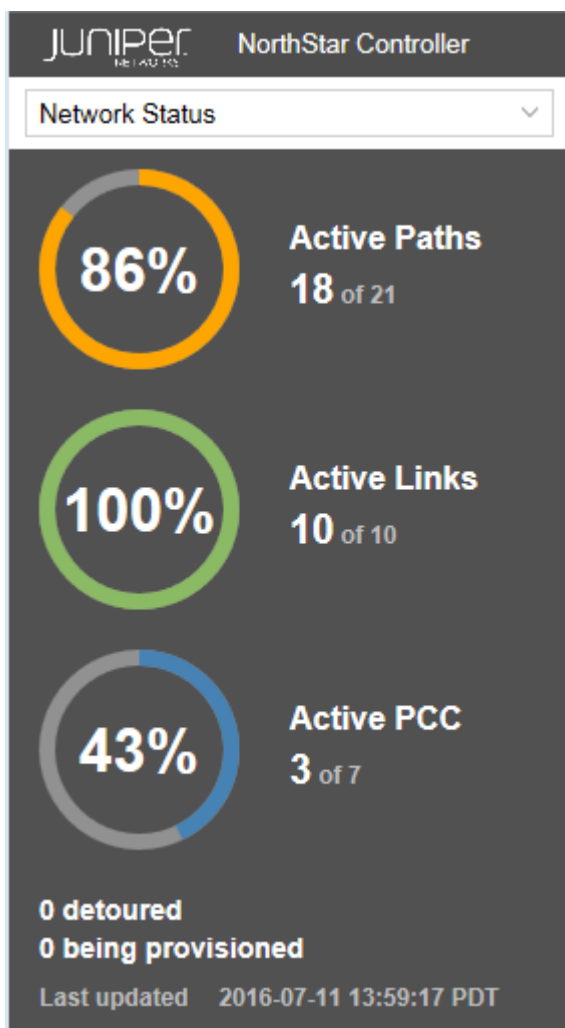 JUNIPer
NETWORKS
NorthStar Controller
Network Status
86%
Active Paths
18 of 21
100%
Active Links
10 of 10
43%
Active PCC
3 of 7
0 detoured
0 being provisioned
Last updated 2016-07-11 13:59:17 PDT